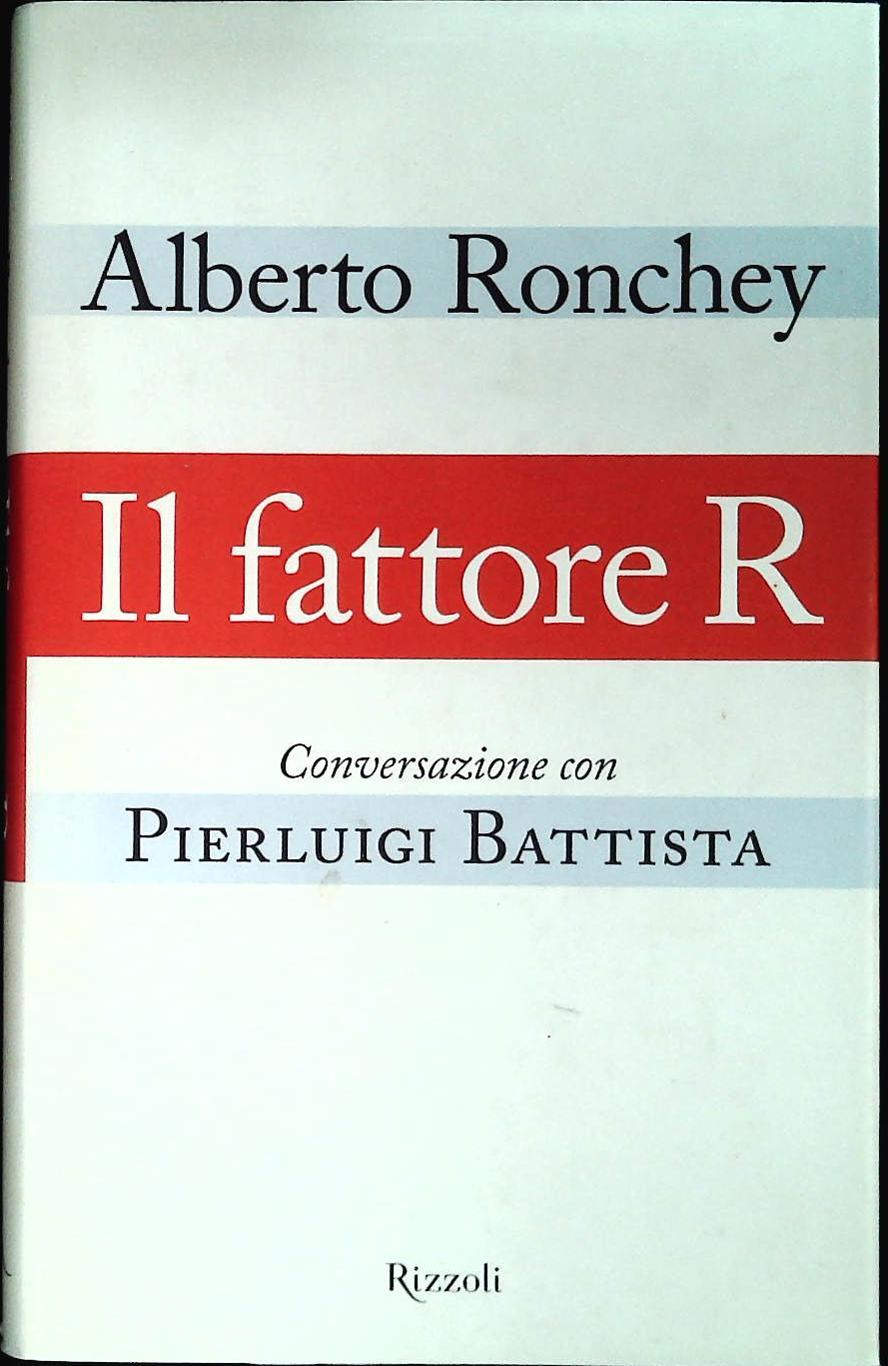 Alberto Ronchey
Il fattore R
Conversazione con
PIERLUIGI BATTISTA
Rizzoli